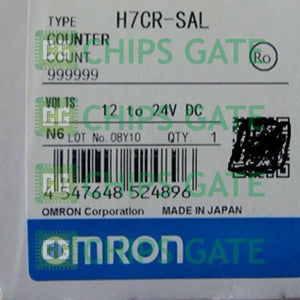 TYPE H7CR-SAL
COUNTER
COUNT
999999
VOLTS 12 to 24V DC
N6 LOT No. 08Y10 QTY. 1
4 547648 524896
OMRON Corporation MADE IN JAPAN
OMRON
CHIPS GATE
CHIPS GATE
CHIPS GATE